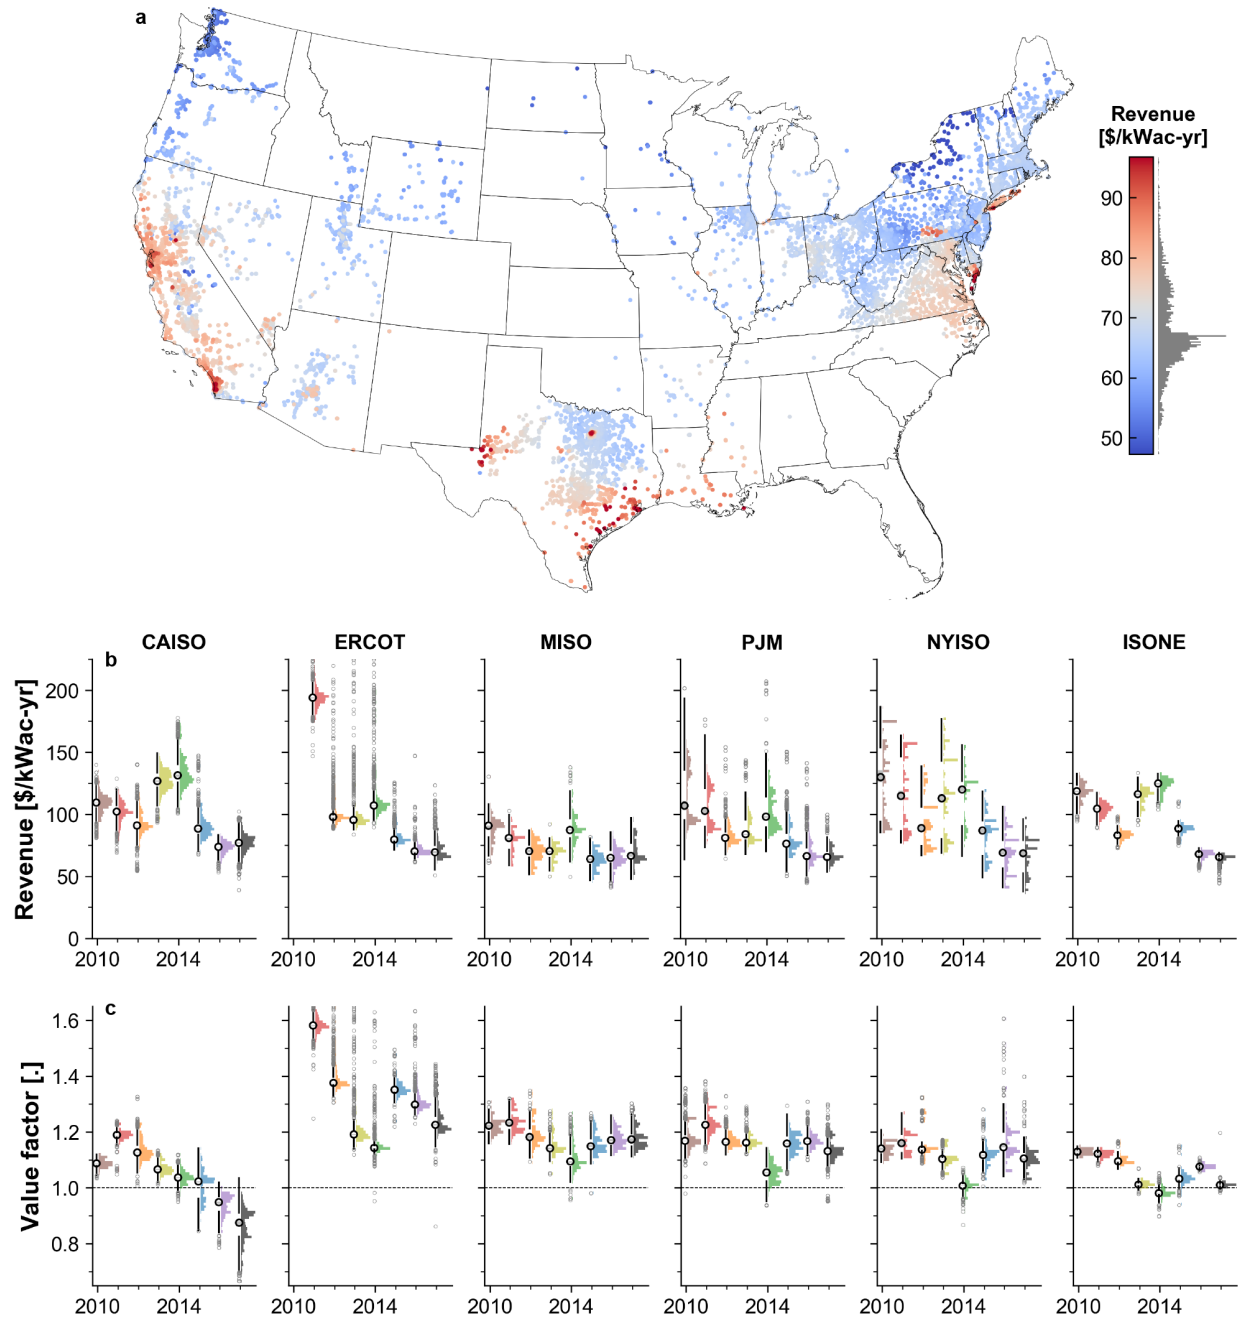 a
Revenue
[$/kWac-yr]
90
80
70
60
50
CAISO ERCOT MISO PJM NYISO ISONE
b
Revenue [$/kWac-yr]
200
150
100
50
0
2010 2014 2010 2014 2010 2014 2010 2014 2010 2014 2010 2014
c
Value factor [.]
1.6
1.4
1.2
1.0
0.8
2010 2014 2010 2014 2010 2014 2010 2014 2010 2014 2010 2014